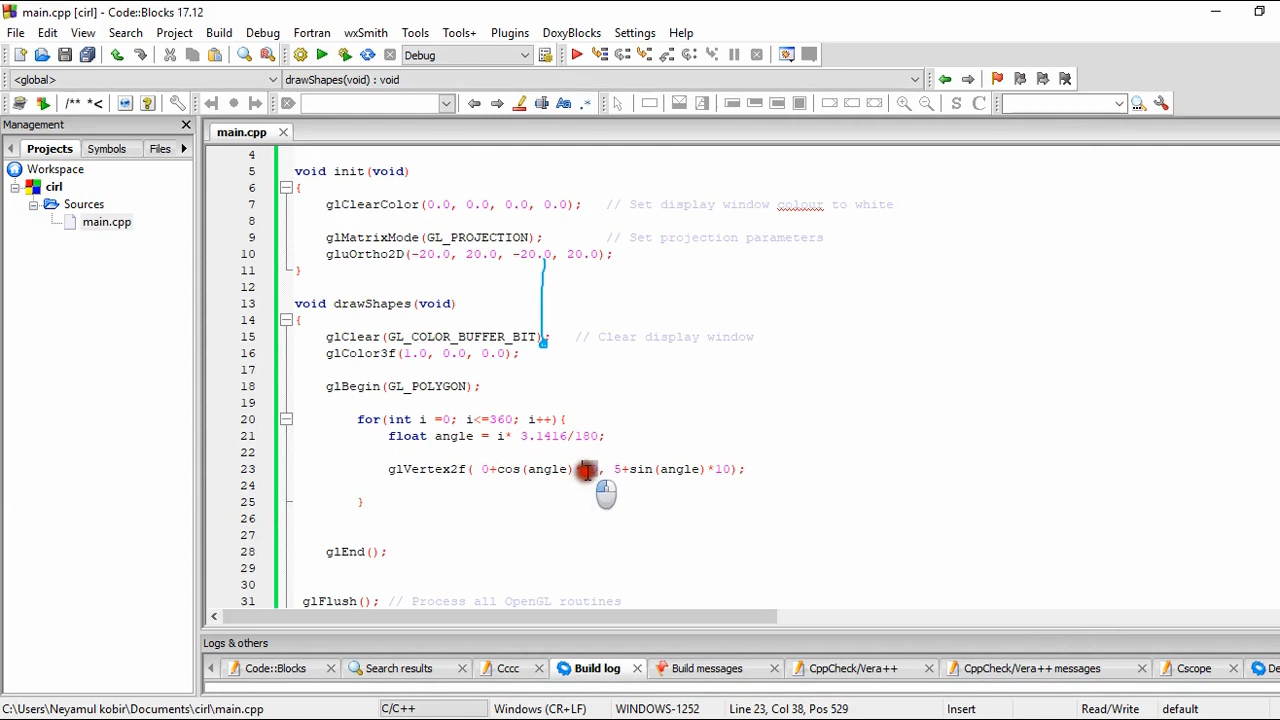 main.cpp [cirl] - Code::Blocks 17.12
File Edit View Search Project Build Debug Fortran wxSmith Tools Tools+ Plugins DoxyBlocks Settings Help
Debug
<global> drawShapes(void) : void
/** *< Aa .* S C
Management
main.cpp
Projects Symbols Files
Workspace
cirl
Sources
main.cpp
4
5 void init(void)
6 {
7 glClearColor(0.0, 0.0, 0.0, 0.0); // Set display window colour to white
8
9 glMatrixMode(GL_PROJECTION); // Set projection parameters
10 gluOrtho2D(-20.0, 20.0, -20.0, 20.0);
11 }
12
13 void drawShapes(void)
14 {
15 glClear(GL_COLOR_BUFFER_BIT); // Clear display window
16 glColor3f(1.0, 0.0, 0.0);
17
18 glBegin(GL_POLYGON);
19
20 for(int i =0; i<=360; i++){
21 float angle = i* 3.1416/180;
22
23 glVertex2f( 0+cos(angle) , 5+sin(angle)*10);
24
25 }
26
27
28 glEnd();
29
30
31 glFlush(); // Process all OpenGL routines
Logs & others
Code::Blocks Search results Cccc Build log Build messages CppCheck/Vera++ CppCheck/Vera++ messages Cscope
C:\Users\Neyamul kobir\Documents\cirl\main.cpp C/C++ Windows (CR+LF) WINDOWS-1252 Line 23, Col 38, Pos 529 Insert Read/Write default